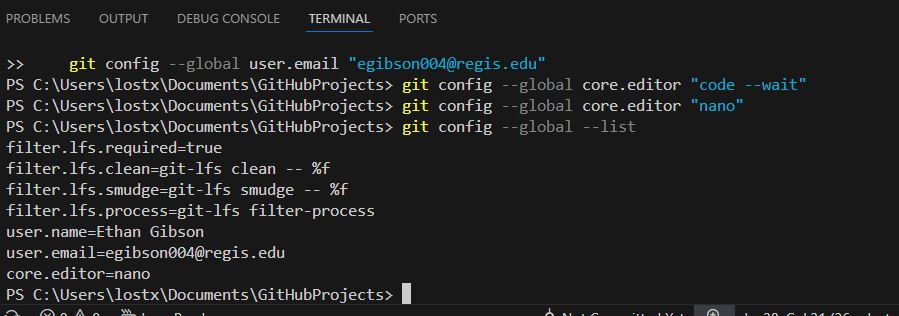 PROBLEMS OUTPUT DEBUG CONSOLE TERMINAL PORTS
>> git config --global user.email "egibson004@regis.edu"
PS C:\Users\lostx\Documents\GitHubProjects> git config --global core.editor "code --wait"
PS C:\Users\lostx\Documents\GitHubProjects> git config --global core.editor "nano"
PS C:\Users\lostx\Documents\GitHubProjects> git config --global --list
filter.lfs.required=true
filter.lfs.clean=git-lfs clean -- %f
filter.lfs.smudge=git-lfs smudge -- %f
filter.lfs.process=git-lfs filter-process
user.name=Ethan Gibson
user.email=egibson004@regis.edu
core.editor=nano
PS C:\Users\lostx\Documents\GitHubProjects>
Not Committed Yet